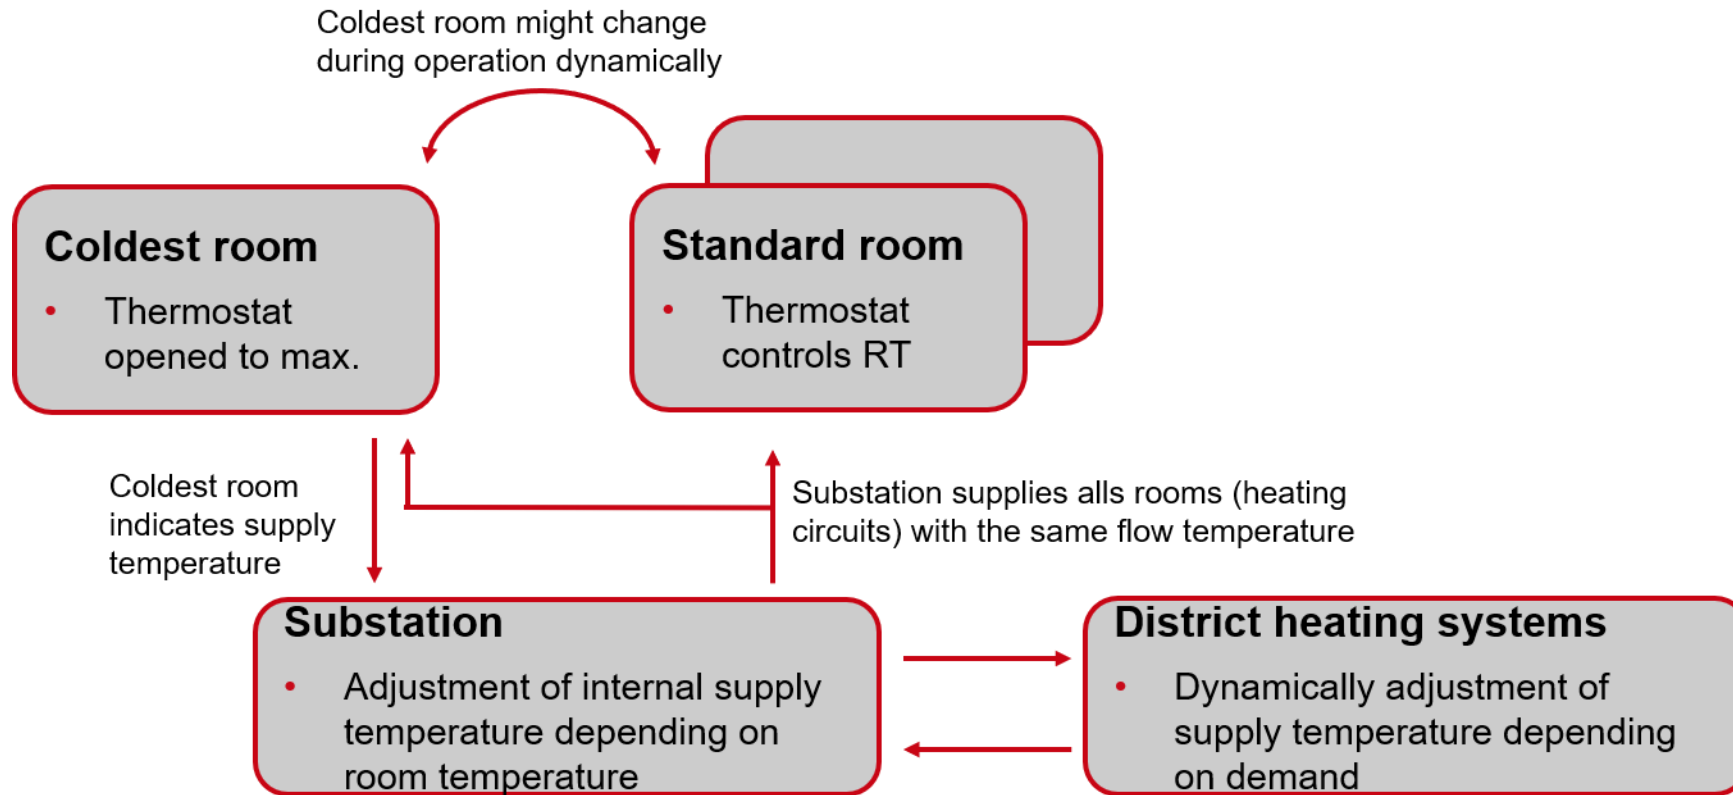 Coldest room might change
during operation dynamically
Coldest room
• Thermostat
opened to max.
Standard room
• Thermostat
controls RT
Coldest room
indicates supply
temperature
Substation supplies alls rooms (heating
circuits) with the same flow temperature
Substation
• Adjustment of internal supply
temperature depending on
room temperature
District heating systems
• Dynamically adjustment of
supply temperature depending
on demand